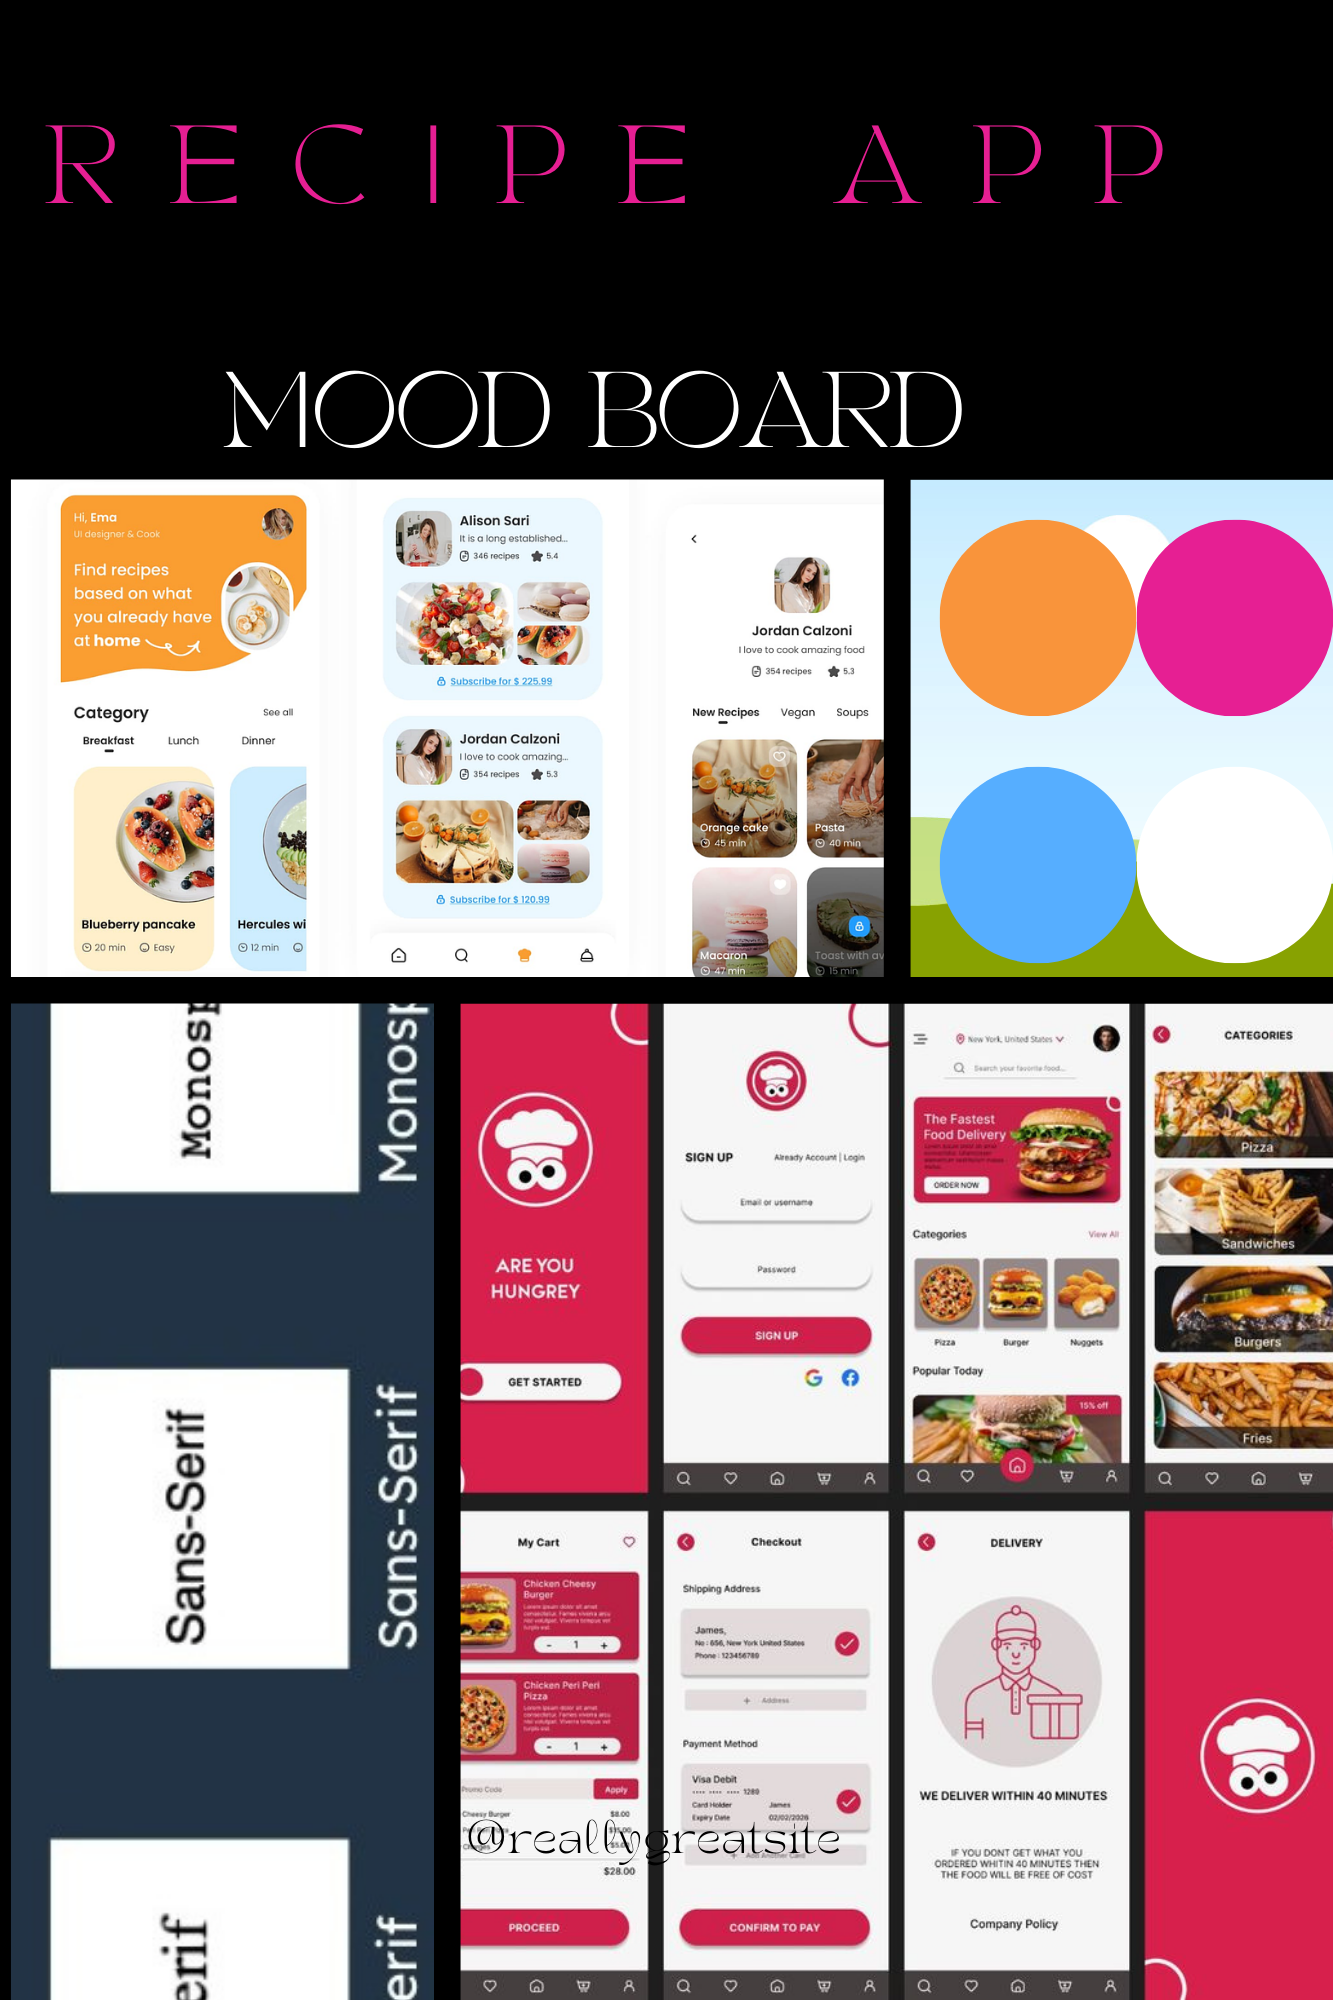 RECIPE APP
MOOD BOARD
Hi, Ema
UI designer & Cook
Find recipes
based on what
you already have
at home
Category
See all
Breakfast Lunch Dinner
Blueberry pancake
20 min Easy
Hercules wi
12 min
Alison Sari
It is a long established...
346 recipes 5.4
Subscribe for $ 225.99
Jordan Calzoni
I love to cook amazing...
354 recipes 5.3
Subscribe for $ 120.99
Jordan Calzoni
I love to cook amazing food
354 recipes 5.3
New Recipes Vegan Soups
Orange cake
45 min
Pasta
40 min
Macaron
47 min
Toast with av
15 min
Monosp
Monosp
Sans-Serif
Sans-Serif
erif
erif
ARE YOU
HUNGREY
GET STARTED
SIGN UP
Already Account | Login
Email or username
Password
SIGN UP
New York, United States
Search your favorite food...
The Fastest
Food Delivery
ORDER NOW
Categories
View All
Pizza Burger Nuggets
Popular Today
15% off
CATEGORIES
Pizza
Sandwiches
Burgers
Fries
My Cart
Chicken Cheesy
Burger
- 1 +
Chicken Peri Peri
Pizza
- 1 +
Promo Code
Apply
Cheesy Burger $8.00
$28.00
PROCEED
@reallygreatsite
Checkout
Shipping Address
James,
No : 656, New York United States
Phone : 123456789
+ Address
Payment Method
Visa Debit
•••• •••• •••• 1289
Card Holder James
Expiry Date 02/02/2026
+ Add Another Card
CONFIRM TO PAY
DELIVERY
WE DELIVER WITHIN 40 MINUTES
IF YOU DONT GET WHAT YOU
ORDERED WHITIN 40 MINUTES THEN
THE FOOD WILL BE FREE OF COST
Company Policy